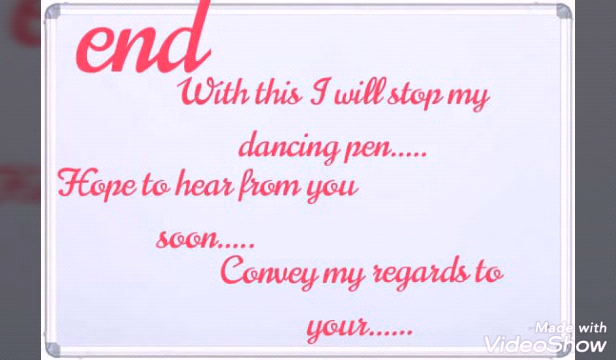 end
With this I will stop my
dancing pen.....
Hope to hear from you
soon.....
Convey my regards to
your......
Made with
VideoShow